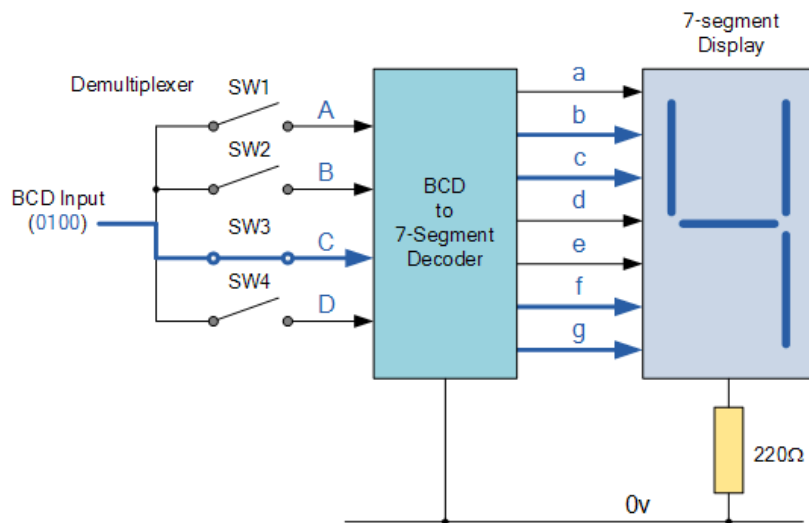 7-segment
Display
Demultiplexer
SW1
A
a
SW2
B
b
BCD Input
(0100)
SW3
C
c
SW4
D
d
BCD
to
7-Segment
Decoder
e
f
g
220Ω
0v